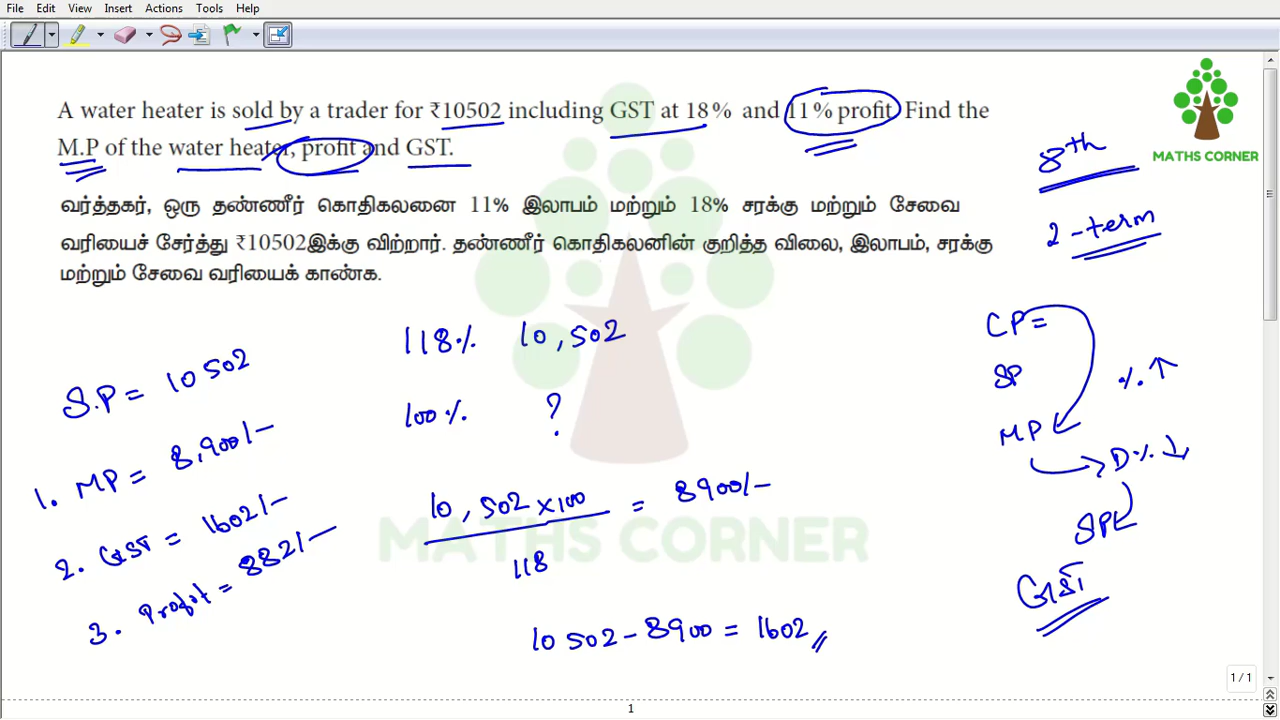 File Edit View Insert Actions Tools Help
A water heater is sold by a trader for ₹10502 including GST at 18% and 11% profit. Find the
M.P of the water heater, profit and GST.
வர்த்தகர், ஒரு தண்ணீர் கொதிகலனை 11% இலாபம் மற்றும் 18% சரக்கு மற்றும் சேவை
வரியைச் சேர்த்து ₹10502இக்கு விற்றார். தண்ணீர் கொதிகலனின் குறித்த விலை, இலாபம், சரக்கு
மற்றும் சேவை வரியைக் காண்க.
MATHS CORNER
8th
2-term
118% 10,502
100% ?
10,502×100 = 8900/-
118
10502-8900 = 1602
S.P = 10502
1. MP = 8,900/-
2. GST = 1602/-
3. Profit = 882/-
CP =
SP
% ↑
MP
D% ↓
SP
GST
MATHS CORNER
1/1
1